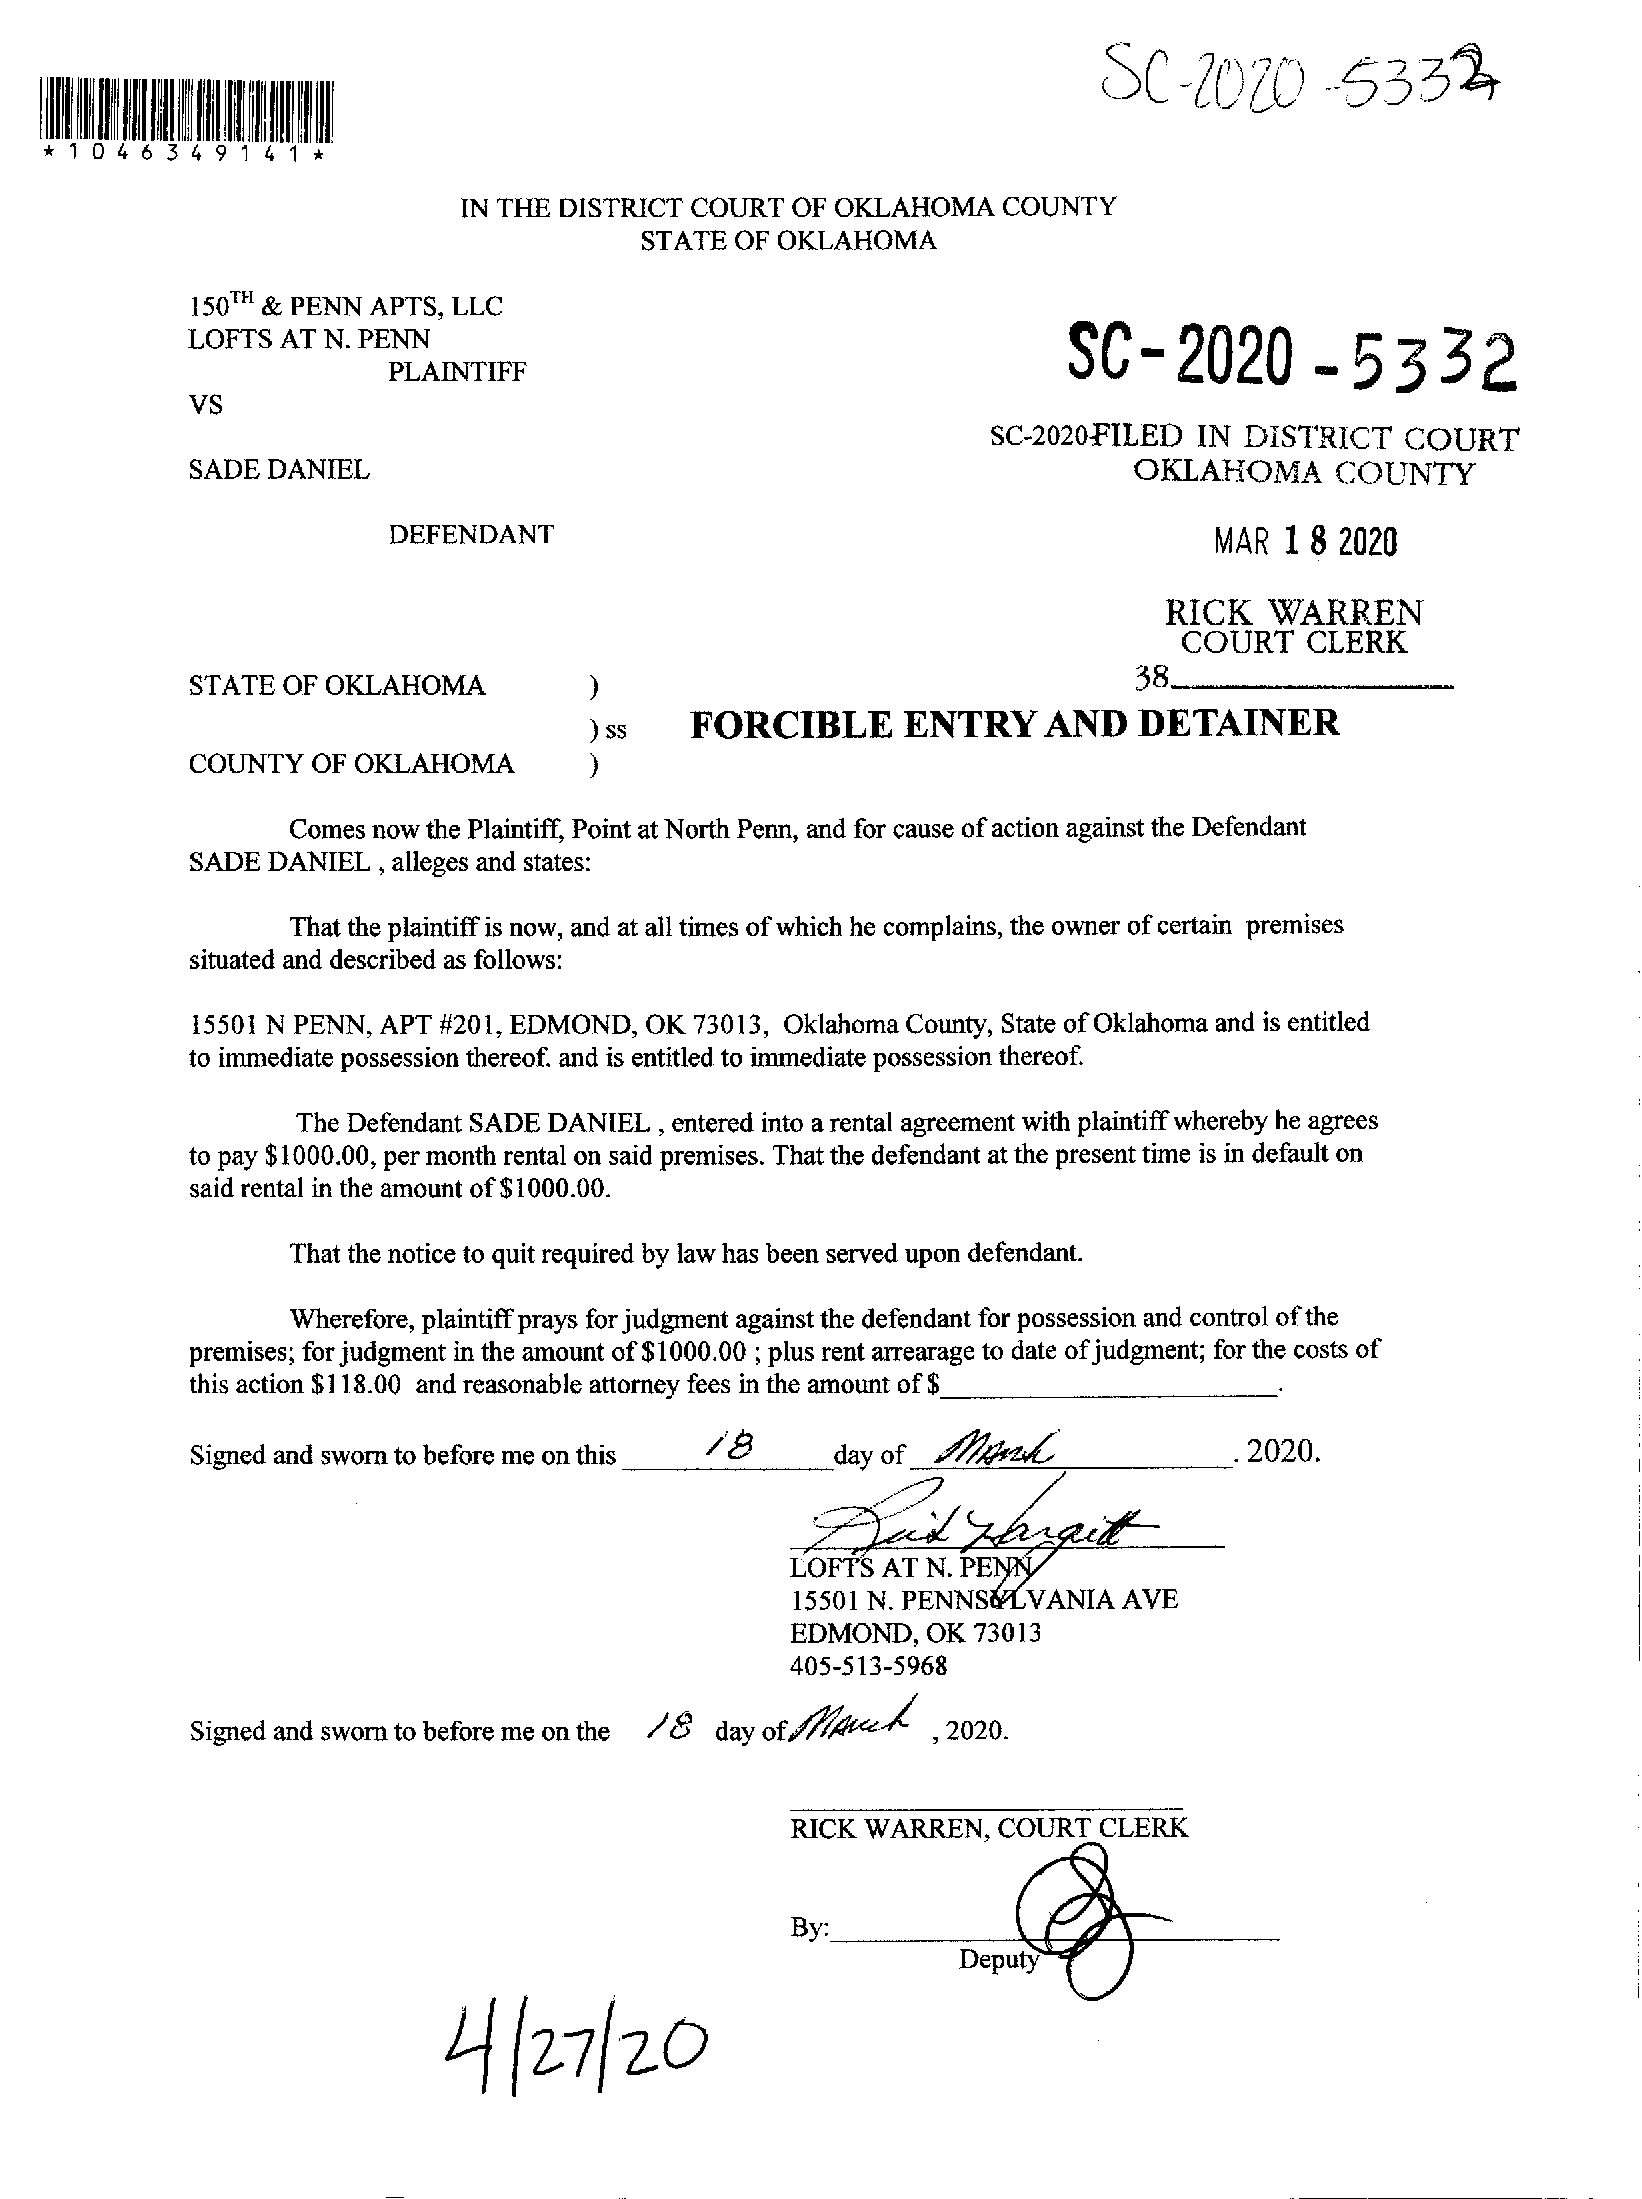 SC-2020-5332
*1046349141*
IN THE DISTRICT COURT OF OKLAHOMA COUNTY
STATE OF OKLAHOMA
150TH & PENN APTS, LLC
LOFTS AT N. PENN
PLAINTIFF
VS
SADE DANIEL
DEFENDANT
SC-2020-5332
SC-2020-FILED IN DISTRICT COURT
OKLAHOMA COUNTY
MAR 18 2020
RICK WARREN
COURT CLERK
38
STATE OF OKLAHOMA )
) ss FORCIBLE ENTRY AND DETAINER
COUNTY OF OKLAHOMA )
Comes now the Plaintiff, Point at North Penn, and for cause of action against the Defendant
SADE DANIEL , alleges and states:
That the plaintiff is now, and at all times of which he complains, the owner of certain premises
situated and described as follows:
15501 N PENN, APT #201, EDMOND, OK 73013, Oklahoma County, State of Oklahoma and is entitled
to immediate possession thereof. and is entitled to immediate possession thereof.
The Defendant SADE DANIEL , entered into a rental agreement with plaintiff whereby he agrees
to pay $1000.00, per month rental on said premises. That the defendant at the present time is in default on
said rental in the amount of $1000.00.
That the notice to quit required by law has been served upon defendant.
Wherefore, plaintiff prays for judgment against the defendant for possession and control of the
premises; for judgment in the amount of $1000.00 ; plus rent arrearage to date of judgment; for the costs of
this action $118.00 and reasonable attorney fees in the amount of $____.
Signed and sworn to before me on this 18 day of March . 2020.
LOFTS AT N. PENN
15501 N. PENNSYLVANIA AVE
EDMOND, OK 73013
405-513-5968
Signed and sworn to before me on the 18 day of March , 2020.
RICK WARREN, COURT CLERK
By:
Deputy
4/27/20